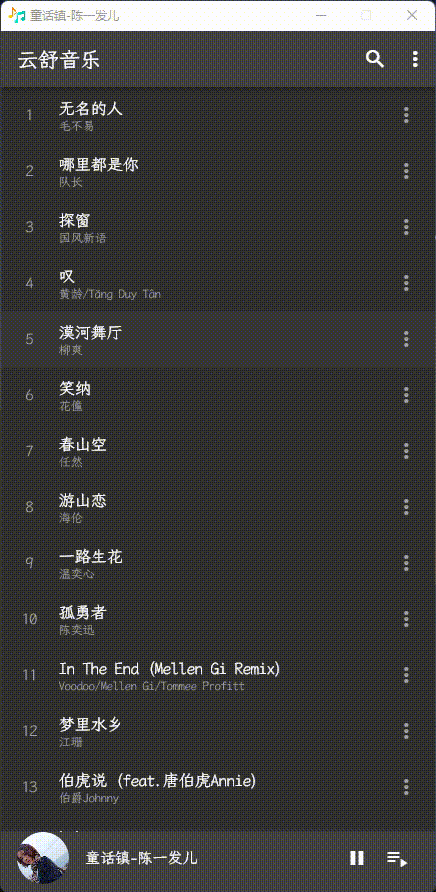 童话镇-陈一发儿
云舒音乐
1
无名的人
毛不易
2
哪里都是你
队长
3
探窗
国风新语
4
叹
黄龄/Tăng Duy Tân
5
漠河舞厅
柳爽
6
笑纳
花僮
7
春山空
任然
8
游山恋
海伦
9
一路生花
温奕心
10
孤勇者
陈奕迅
11
In The End (Mellen Gi Remix)
Voodoo/Mellen Gi/Tommee Profitt
12
梦里水乡
江珊
13
伯虎说 (feat.唐伯虎Annie)
伯爵Johnny
童话镇-陈一发儿